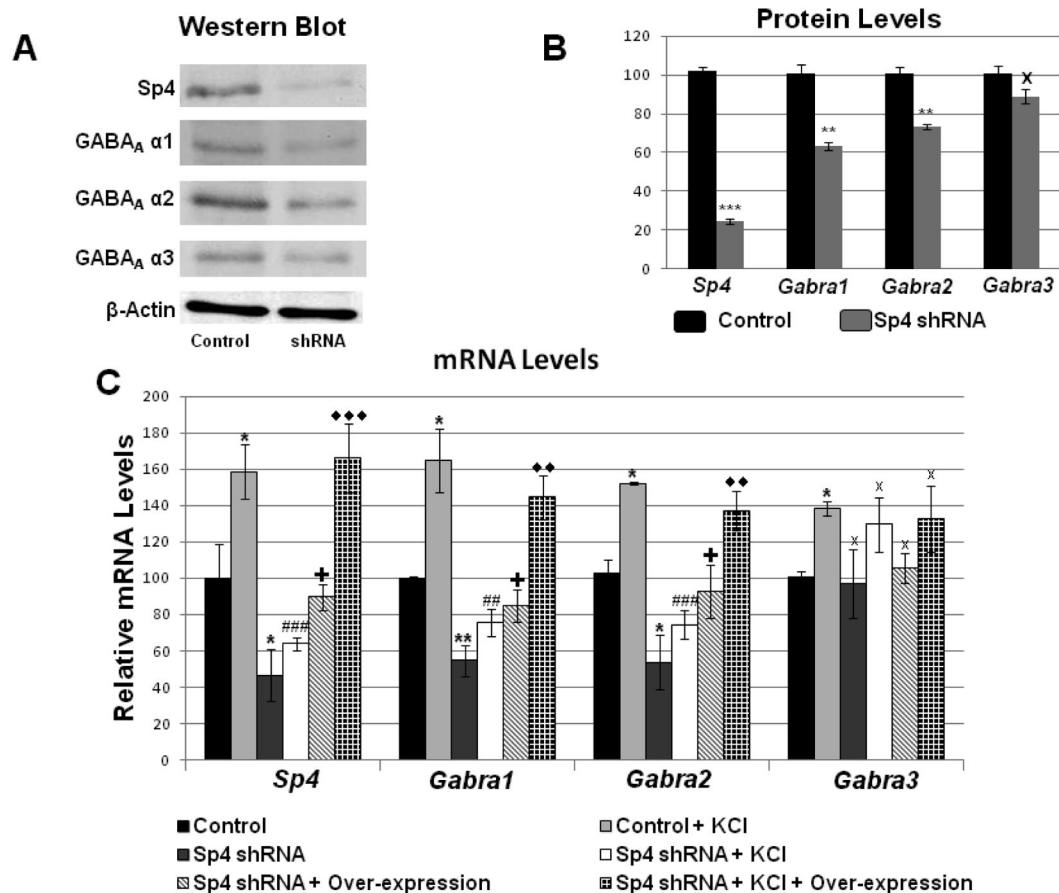 A
Western Blot
Sp4
GABAA α1
GABAA α2
GABAA α3
β-Actin
Control shRNA
B
Protein Levels
120
100
80
60
40
20
0
***
**
**
X
Sp4 Gabra1 Gabra2 Gabra3
Control Sp4 shRNA
C
mRNA Levels
Relative mRNA Levels
200
180
160
140
120
100
80
60
40
20
0
* * ### + ◆◆◆
* ** ## + ◆◆
* * ### + ◆◆
* x x x x
Sp4 Gabra1 Gabra2 Gabra3
Control Control + KCl
Sp4 shRNA Sp4 shRNA + KCl
Sp4 shRNA + Over-expression Sp4 shRNA + KCl + Over-expression